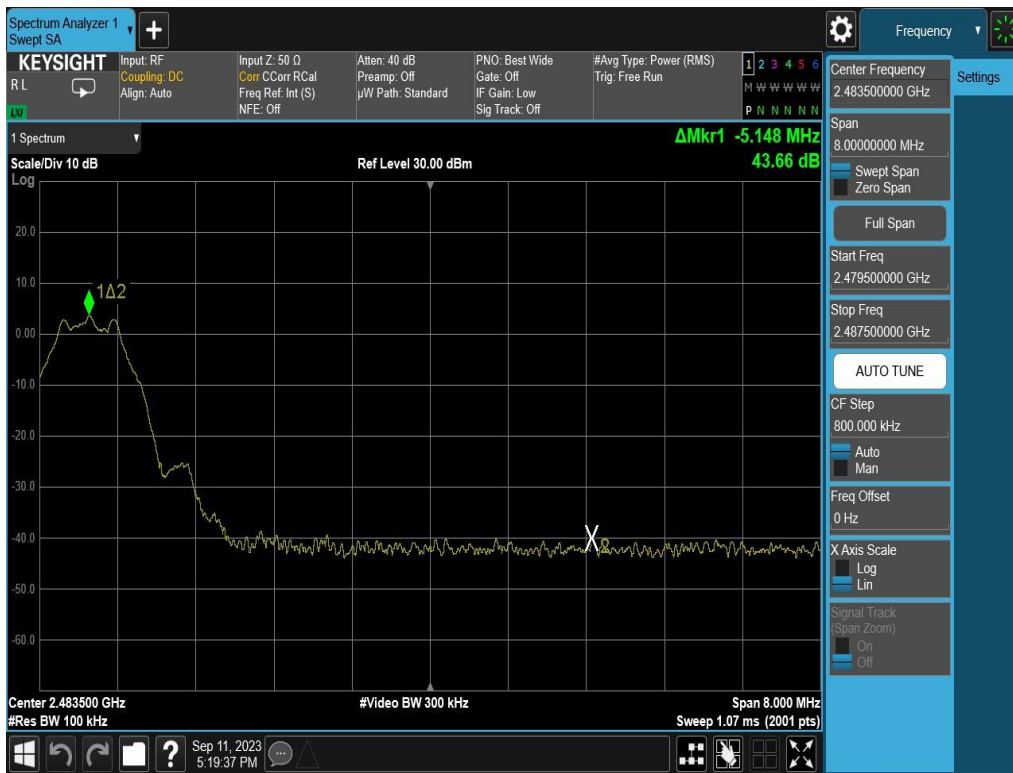 Spectrum Analyzer 1
Swept SA
+
Frequency
KEYSIGHT
R L
LXI
Input: RF
Coupling: DC
Align: Auto
Input Z: 50 Ω
Corr CCorr RCal
Freq Ref: Int (S)
NFE: Off
Atten: 40 dB
Preamp: Off
µW Path: Standard
PNO: Best Wide
Gate: Off
IF Gain: Low
Sig Track: Off
#Avg Type: Power (RMS)
Trig: Free Run
1 2 3 4 5 6
M W W W W W
P N N N N N
1 Spectrum
Scale/Div 10 dB
Log
Ref Level 30.00 dBm
ΔMkr1 -5.148 MHz
43.66 dB
20.0
10.0
0.00
-10.0
-20.0
-30.0
-40.0
-50.0
-60.0
1Δ2
X2
Center 2.483500 GHz
#Res BW 100 kHz
#Video BW 300 kHz
Span 8.000 MHz
Sweep 1.07 ms (2001 pts)
Center Frequency
2.483500000 GHz
Settings
Span
8.00000000 MHz
Swept Span
Zero Span
Full Span
Start Freq
2.479500000 GHz
Stop Freq
2.487500000 GHz
AUTO TUNE
CF Step
800.000 kHz
Auto
Man
Freq Offset
0 Hz
X Axis Scale
Log
Lin
Signal Track
(Span Zoom)
On
Off
?
Sep 11, 2023
5:19:37 PM